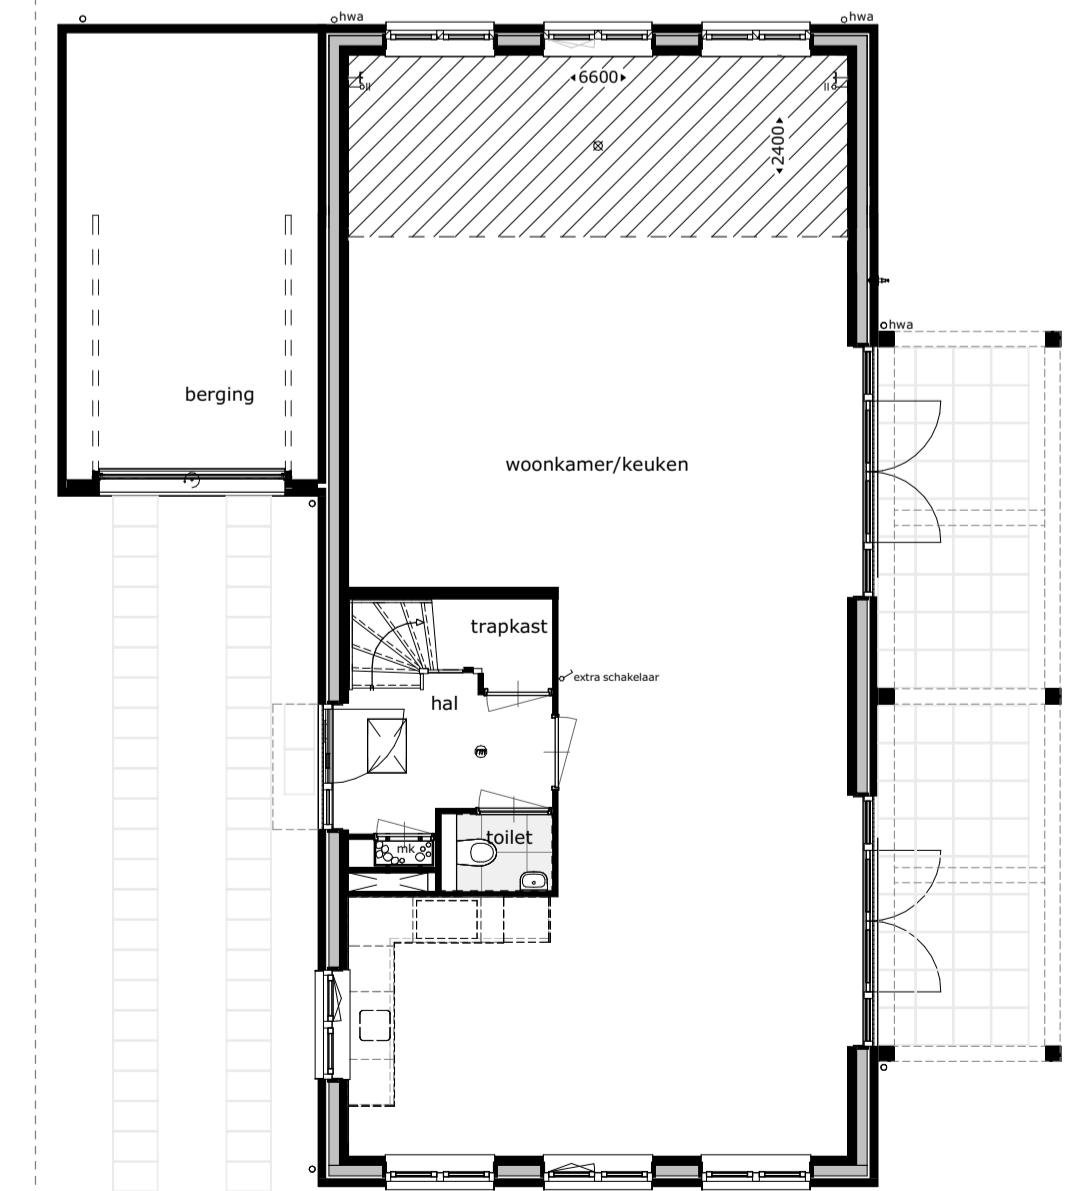 hwa
hwa
6600
2400
hwa
berging
woonkamer/keuken
trapkast
extra schakelaar
hal
toilet
mk